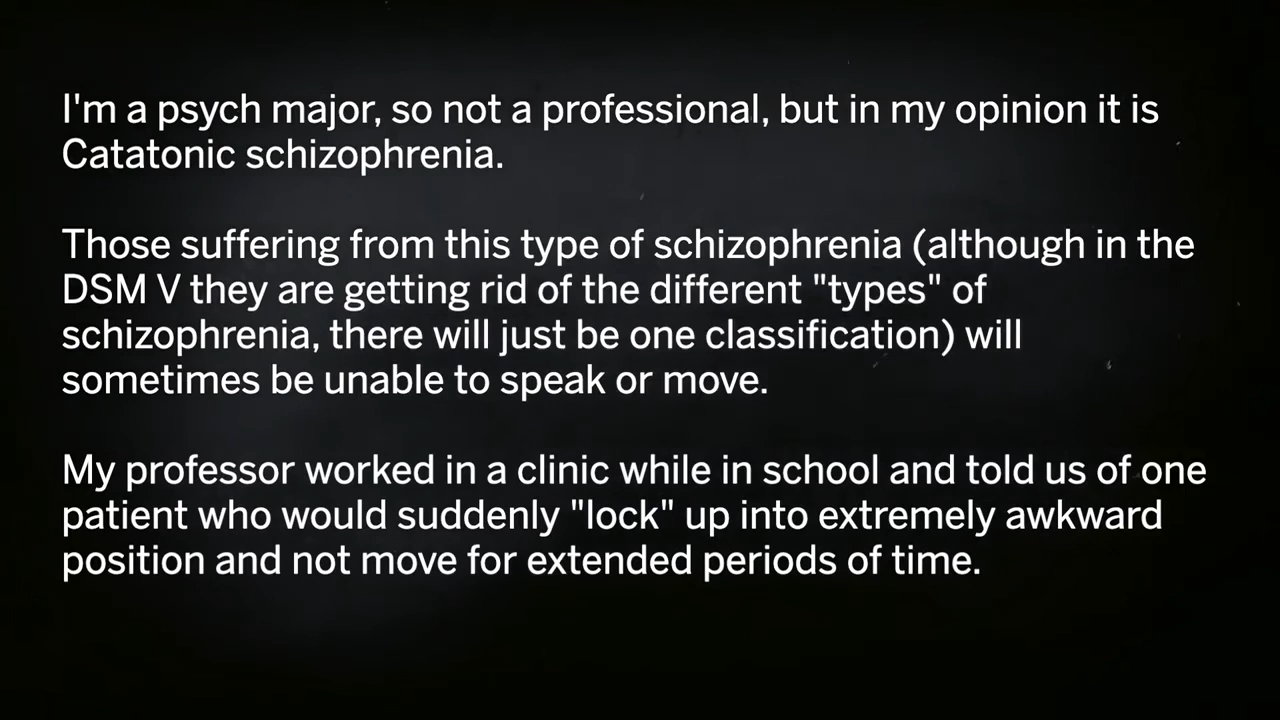 I'm a psych major, so not a professional, but in my opinion it is
Catatonic schizophrenia.
Those suffering from this type of schizophrenia (although in the
DSM V they are getting rid of the different "types" of
schizophrenia, there will just be one classification) will
sometimes be unable to speak or move.
My professor worked in a clinic while in school and told us of one
patient who would suddenly "lock" up into extremely awkward
position and not move for extended periods of time.